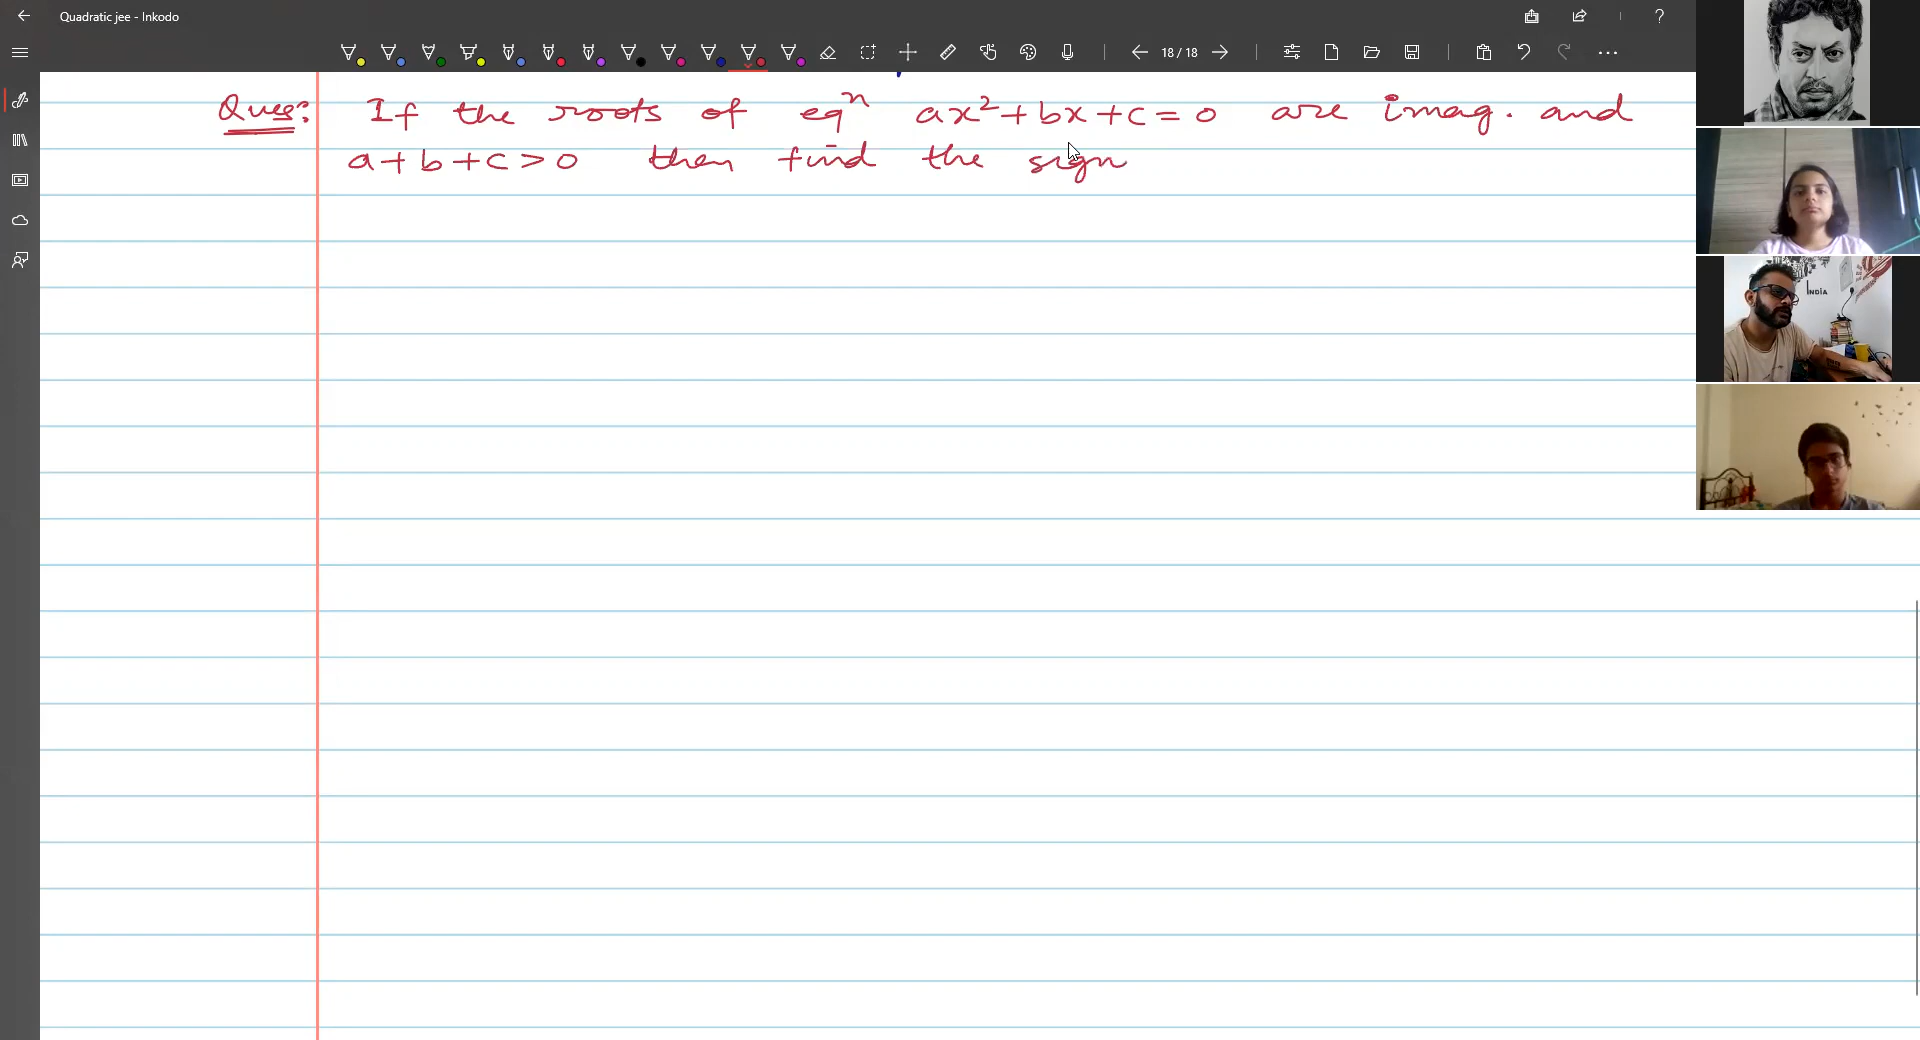 Quadratic jee - Inkodo
18 / 18
Ques: If the roots of eqⁿ ax² + bx + c = 0 are imag. and
a + b + c > 0 then find the sign
INDIA